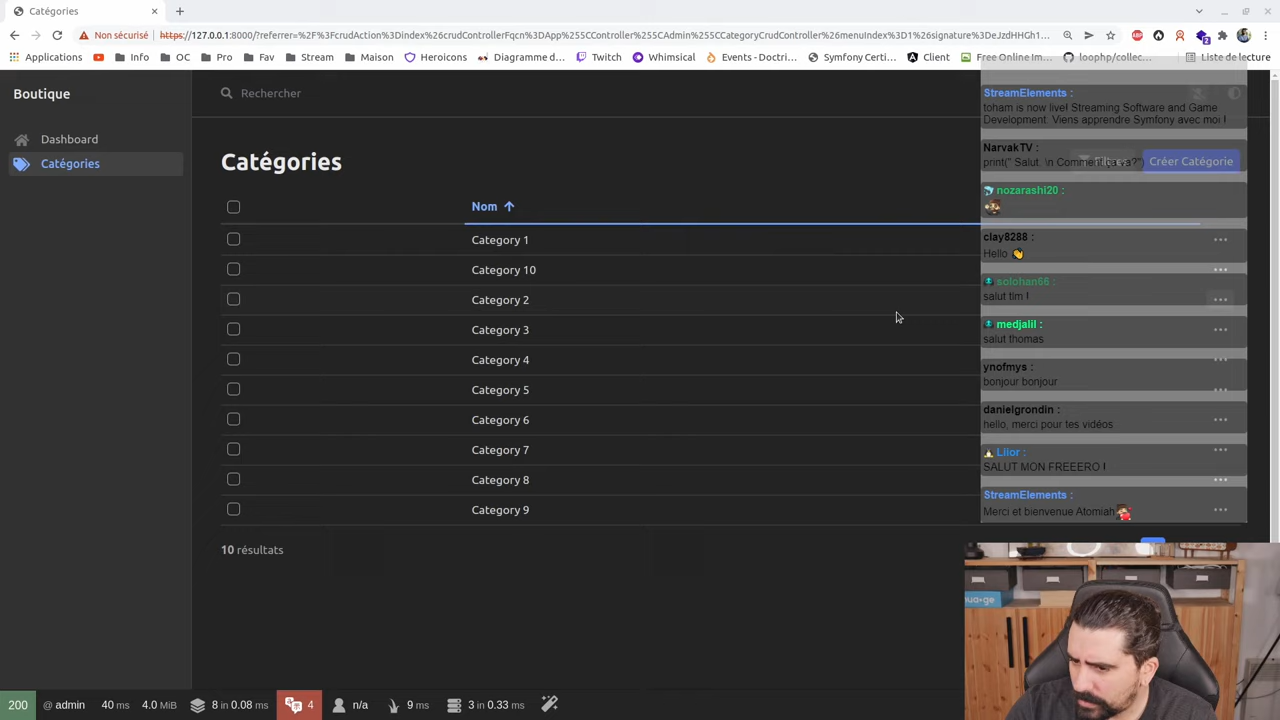 Catégories
Non sécurisé https://127.0.0.1:8000/?referrer=%2F%3FcrudAction%3Dindex%26crudControllerFqcn%3DApp%255CController%255CAdmin%255CCategoryCrudController%26menuIndex%3D1%26signature%3DeJzdHHGh1...
Applications Info OC Pro Fav Stream Maison Heroicons Diagramme d... Twitch Whimsical Events - Doctri... Symfony Certi... Client Free Online Im... loophp/collec... Liste de lecture
Boutique
Rechercher
Dashboard
Catégories
Catégories
Créer Catégorie
Nom
Category 1
Category 10
Category 2
Category 3
Category 4
Category 5
Category 6
Category 7
Category 8
Category 9
10 résultats
StreamElements :
toham is now live! Streaming Software and Game
Development: Viens apprendre Symfony avec moi !
NarvakTV :
print(" Salut. \n Comment ca va?")
nozarashi20 :
clay8288 :
Hello
solohan66 :
salut tim !
medjalil :
salut thomas
ynofmys :
bonjour bonjour
danielgrondin :
hello, merci pour tes vidéos
Lilor :
SALUT MON FREEERO !
StreamElements :
Merci et bienvenue Atomiah
200 @ admin 40 ms 4.0 MiB 8 in 0.08 ms 4 n/a 9 ms 3 in 0.33 ms